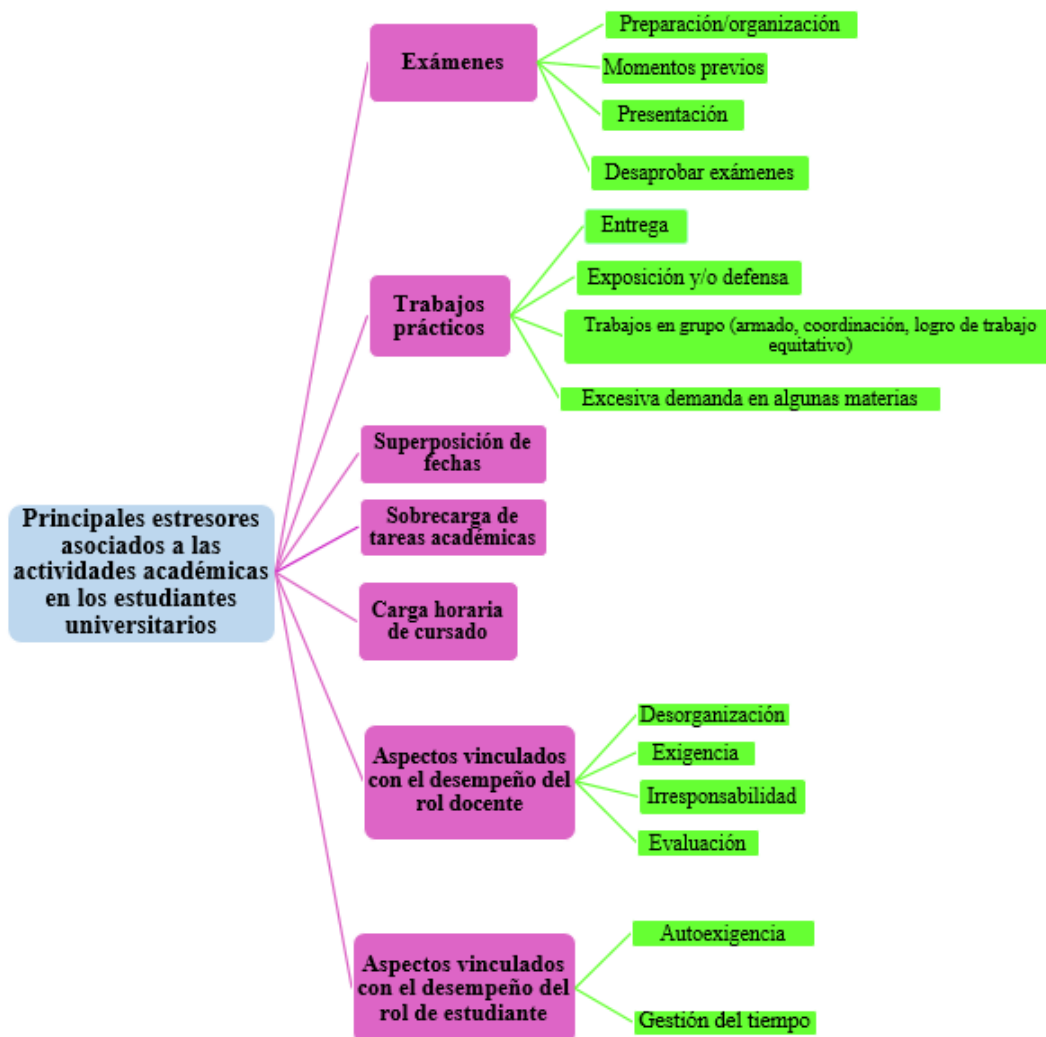 Principales estresores
asociados a las
actividades académicas
en los estudiantes
universitarios
Exámenes
Preparación/organización
Momentos previos
Presentación
Desaprobar exámenes
Trabajos
prácticos
Entrega
Exposición y/o defensa
Trabajos en grupo (armado, coordinación, logro de trabajo
equitativo)
Excesiva demanda en algunas materias
Superposición de
fechas
Sobrecarga de
tareas académicas
Carga horaria
de cursado
Aspectos vinculados
con el desempeño del
rol docente
Desorganización
Exigencia
Irresponsabilidad
Evaluación
Aspectos vinculados
con el desempeño del
rol de estudiante
Autoexigencia
Gestión del tiempo